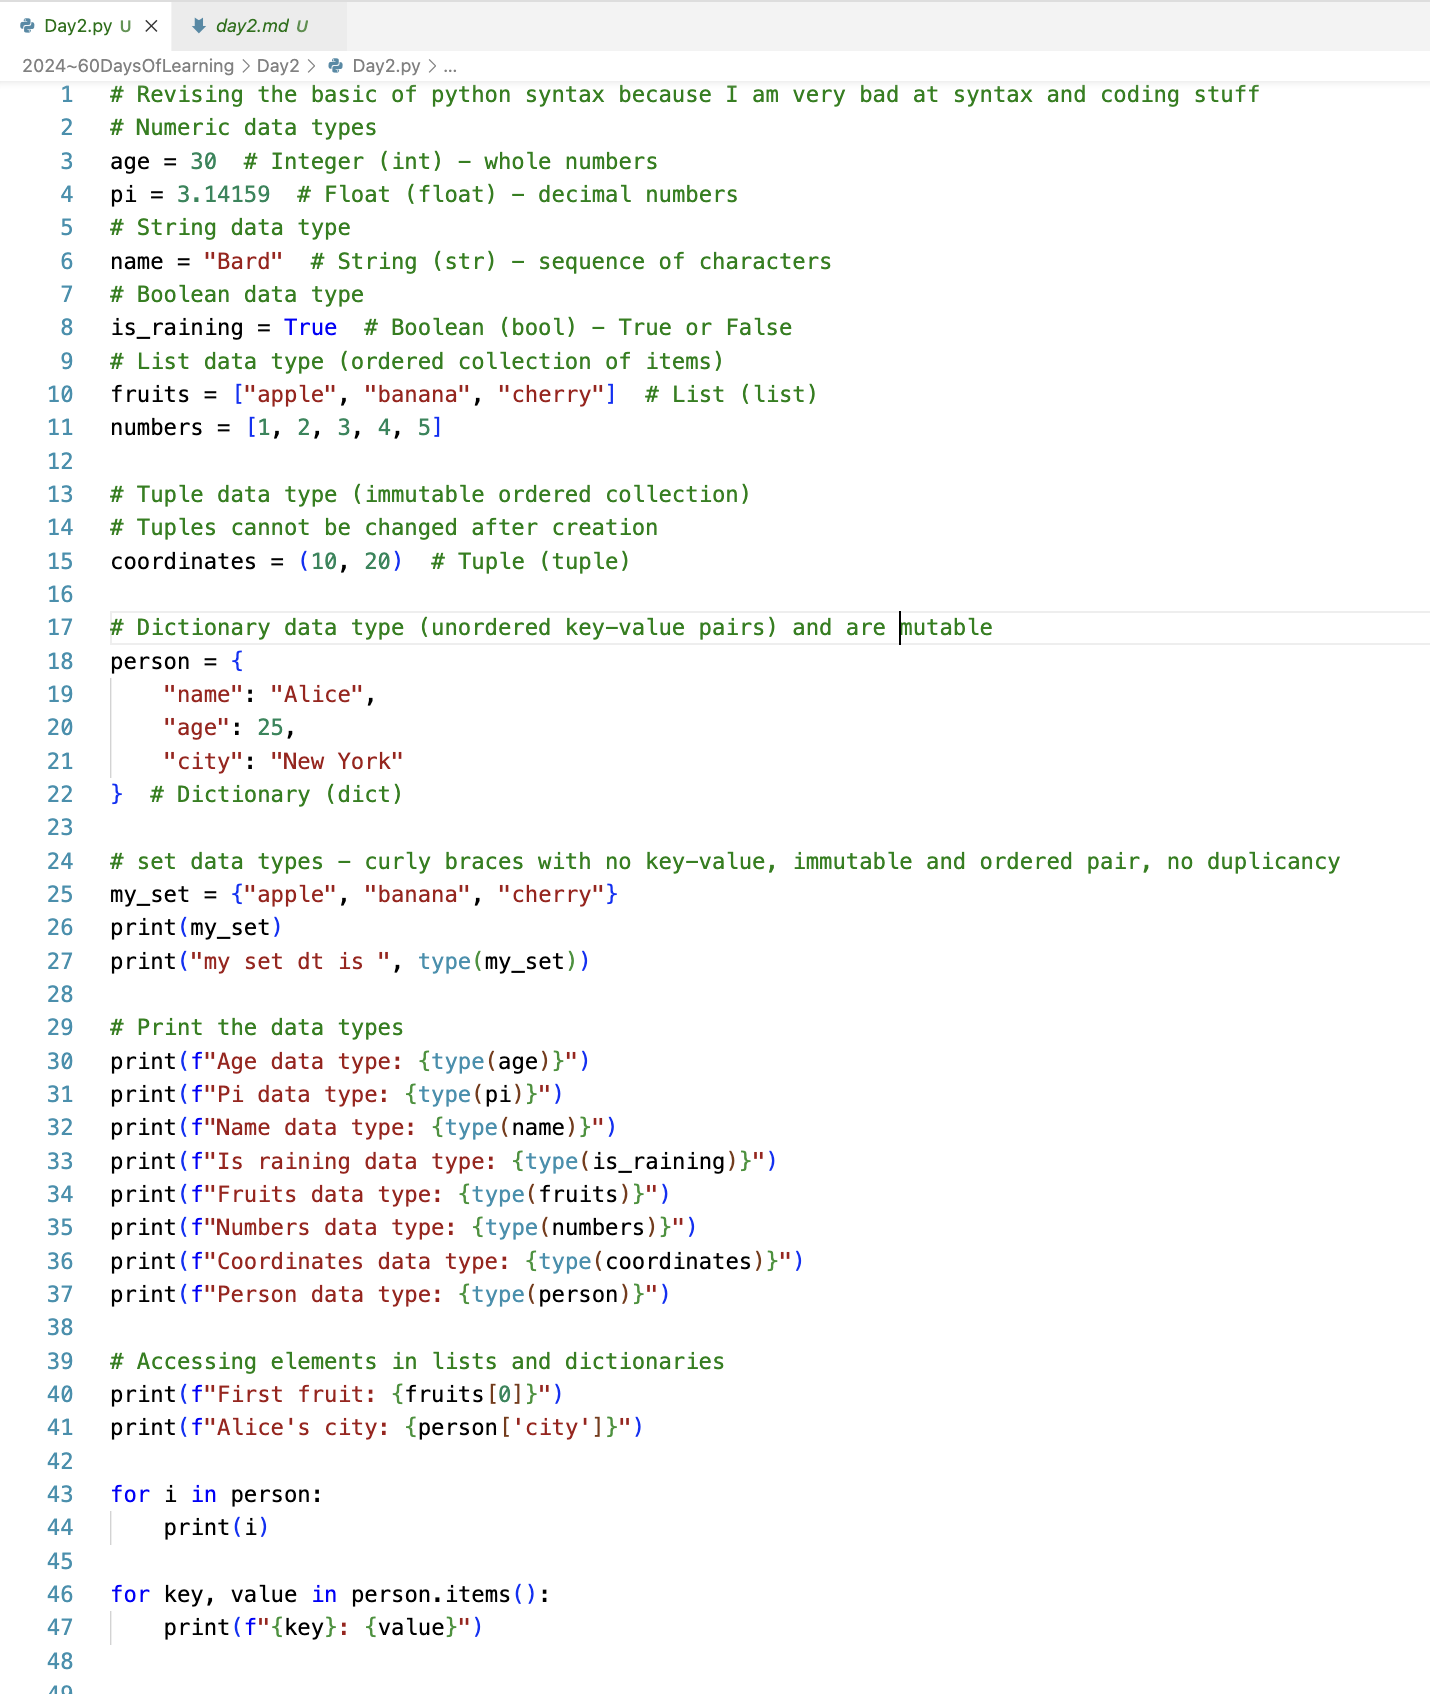 Day2.py U × day2.md U
2024~60DaysOfLearning > Day2 > Day2.py > ...
1 # Revising the basic of python syntax because I am very bad at syntax and coding stuff
2 # Numeric data types
3 age = 30  # Integer (int) – whole numbers
4 pi = 3.14159  # Float (float) – decimal numbers
5 # String data type
6 name = "Bard"  # String (str) – sequence of characters
7 # Boolean data type
8 is_raining = True  # Boolean (bool) – True or False
9 # List data type (ordered collection of items)
10 fruits = ["apple", "banana", "cherry"]  # List (list)
11 numbers = [1, 2, 3, 4, 5]
12
13 # Tuple data type (immutable ordered collection)
14 # Tuples cannot be changed after creation
15 coordinates = (10, 20)  # Tuple (tuple)
16
17 # Dictionary data type (unordered key-value pairs) and are mutable
18 person = {
19     "name": "Alice",
20     "age": 25,
21     "city": "New York"
22 }  # Dictionary (dict)
23
24 # set data types – curly braces with no key-value, immutable and ordered pair, no duplicancy
25 my_set = {"apple", "banana", "cherry"}
26 print(my_set)
27 print("my set dt is ", type(my_set))
28
29 # Print the data types
30 print(f"Age data type: {type(age)}")
31 print(f"Pi data type: {type(pi)}")
32 print(f"Name data type: {type(name)}")
33 print(f"Is raining data type: {type(is_raining)}")
34 print(f"Fruits data type: {type(fruits)}")
35 print(f"Numbers data type: {type(numbers)}")
36 print(f"Coordinates data type: {type(coordinates)}")
37 print(f"Person data type: {type(person)}")
38
39 # Accessing elements in lists and dictionaries
40 print(f"First fruit: {fruits[0]}")
41 print(f"Alice's city: {person['city']}")
42
43 for i in person:
44     print(i)
45
46 for key, value in person.items():
47     print(f"{key}: {value}")
48
49